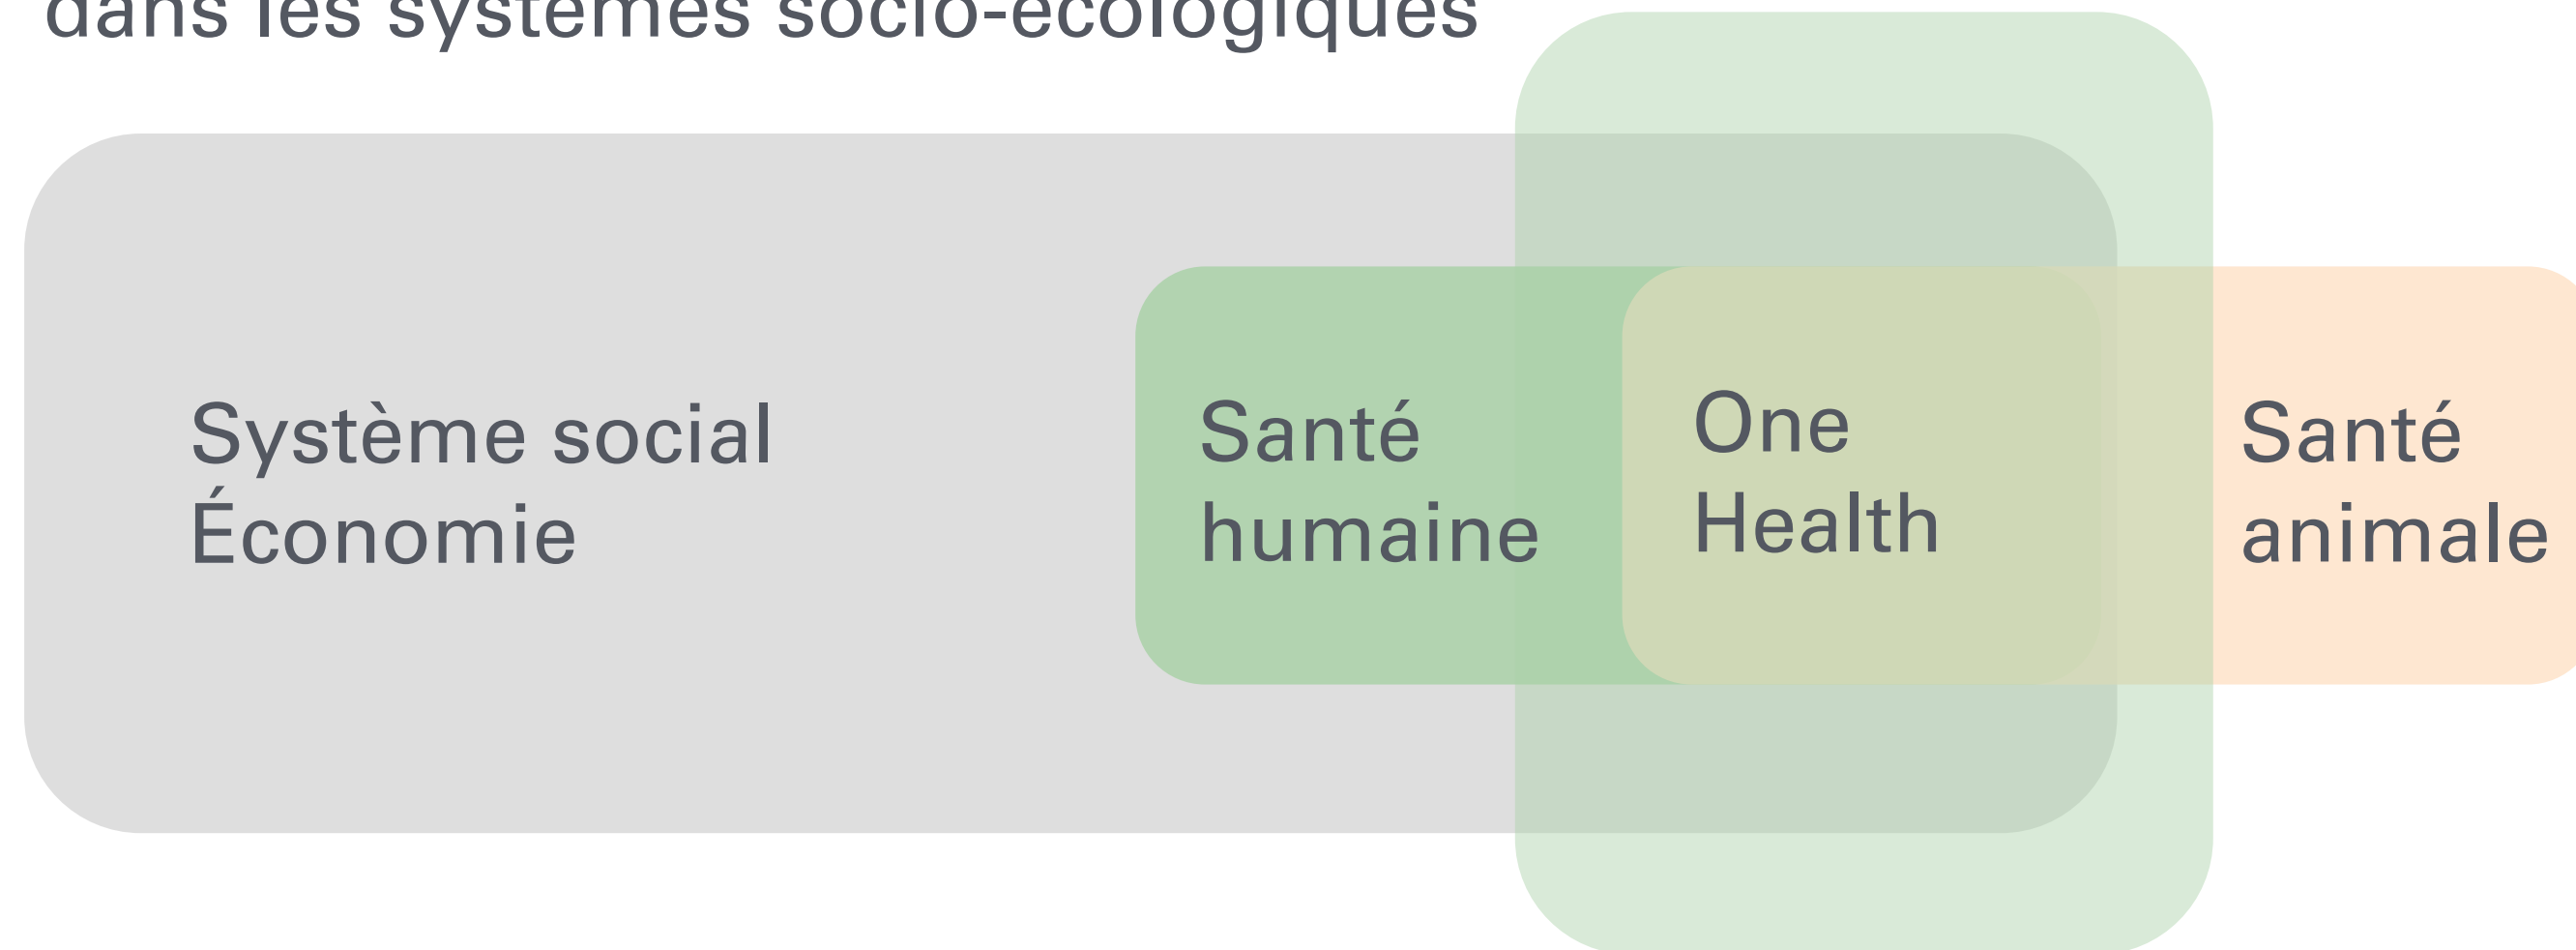 dans les systèmes socio-écologiques
Système social
Économie
Santé
humaine
One
Health
Santé
animale